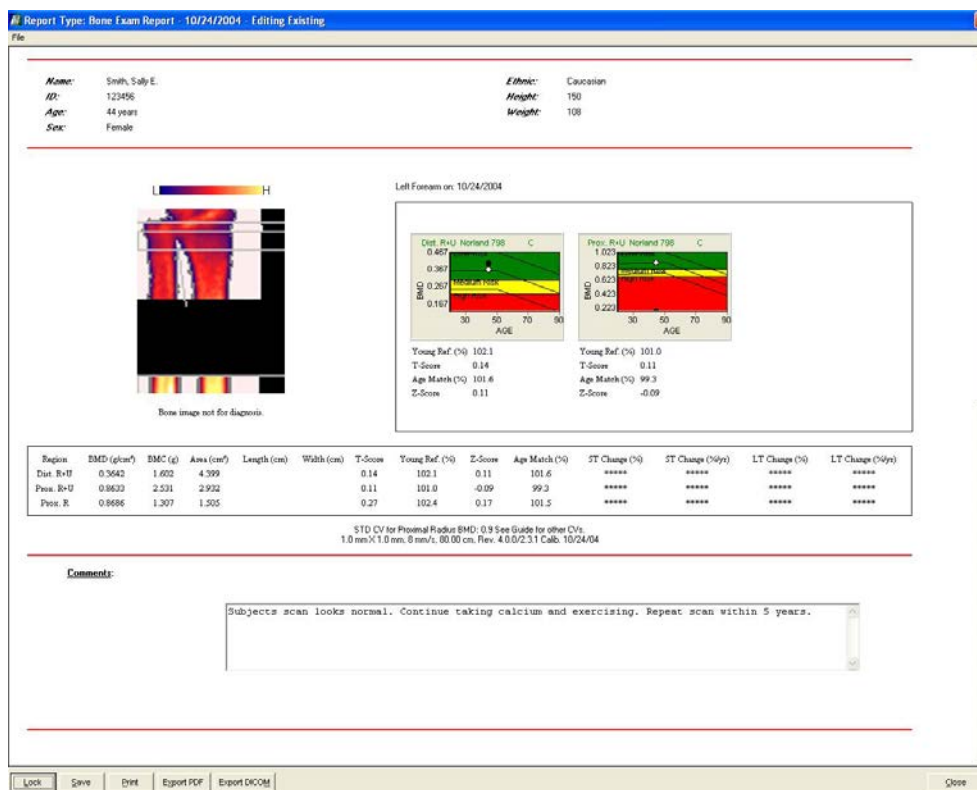 Report Type: Bone Exam Report - 10/24/2004 - Editing Existing
File
Name: Smith, Sally E. Ethnic: Caucasian
ID: 123456 Height: 150
Age: 44 years Weight: 108
Sex: Female
L H
Left Forearm on: 10/24/2004
Dist. R+U Norland 798 C Prox. R+U Norland 798 C
0.467 1.023
0.367 0.823
0.267 Medium Risk 0.623 Medium Risk
0.167 High Risk 0.423
0.223
BMD BMD
30 50 70 90 30 50 70 90
AGE AGE
Young Ref. (%) 102.1 Young Ref. (%) 101.0
T-Score 0.14 T-Score 0.11
Age Match (%) 101.6 Age Match (%) 99.3
Z-Score 0.11 Z-Score -0.09
Bone image not for diagnosis.
Region BMD (g/cm²) BMC (g) Area (cm²) Length (cm) Width (cm) T-Score Young Ref. (%) Z-Score Age Match (%) ST Change (%) ST Change (%/yr) LT Change (%) LT Change (%/yr)
Dist. R+U 0.3642 1.602 4.399 0.14 102.1 0.11 101.6 ***** ***** ***** *****
Prox. R+U 0.8633 2.531 2.932 0.11 101.0 -0.09 99.3 ***** ***** ***** *****
Prox. R 0.8686 1.307 1.505 0.27 102.4 0.17 101.5 ***** ***** ***** *****
STD CV for Proximal Radius BMD: 0.9 See Guide for other CVs.
1.0 mm X 1.0 mm, 8 mm/s, 80.00 cm, Rev. 4.0.0/2.3.1 Calib. 10/24/04
Comments:
Subjects scan looks normal. Continue taking calcium and exercising. Repeat scan within 5 years.
Lock Save Print Export PDF Export DICOM Close